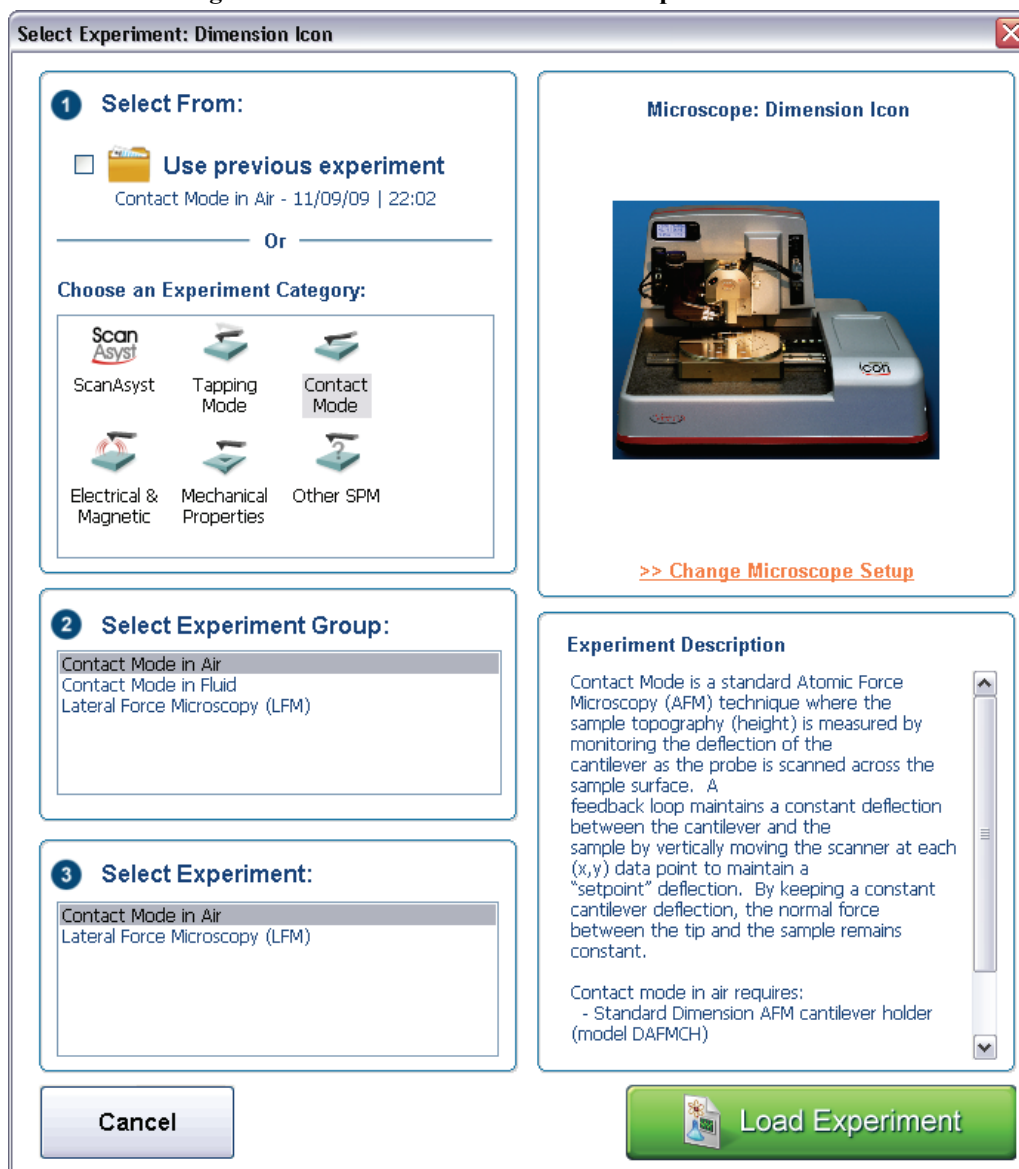 Select Experiment: Dimension Icon
1 Select From:
Use previous experiment
Contact Mode in Air - 11/09/09 | 22:02
Or
Choose an Experiment Category:
Scan
Asyst
ScanAsyst
Tapping
Mode
Contact
Mode
Electrical &
Magnetic
Mechanical
Properties
?
Other SPM
2 Select Experiment Group:
Contact Mode in Air
Contact Mode in Fluid
Lateral Force Microscopy (LFM)
3 Select Experiment:
Contact Mode in Air
Lateral Force Microscopy (LFM)
Cancel
Microscope: Dimension Icon
icon
>> Change Microscope Setup
Experiment Description
Contact Mode is a standard Atomic Force
Microscopy (AFM) technique where the
sample topography (height) is measured by
monitoring the deflection of the
cantilever as the probe is scanned across the
sample surface. A
feedback loop maintains a constant deflection
between the cantilever and the
sample by vertically moving the scanner at each
(x,y) data point to maintain a
"setpoint" deflection. By keeping a constant
cantilever deflection, the normal force
between the tip and the sample remains
constant.
Contact mode in air requires:
- Standard Dimension AFM cantilever holder
(model DAFMCH)
Load Experiment